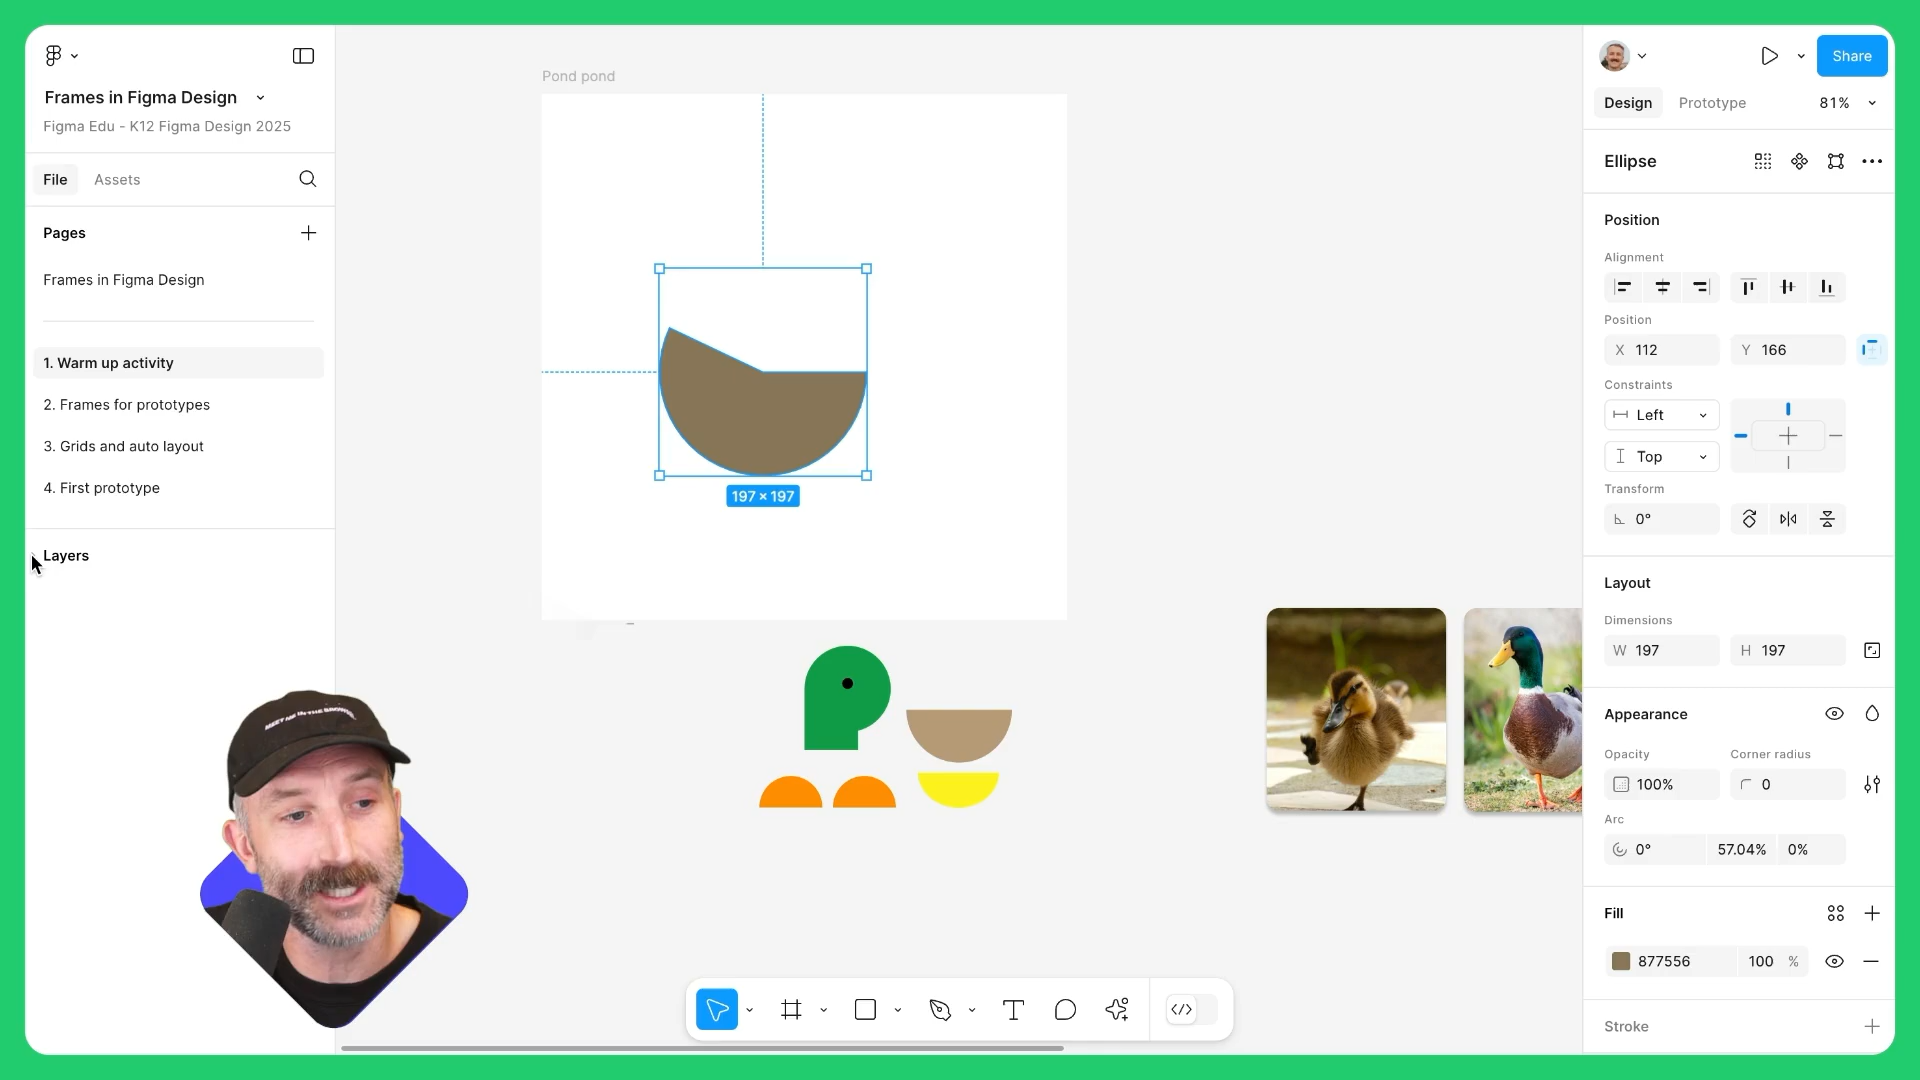 Frames in Figma Design
Figma Edu - K12 Figma Design 2025
File
Assets
Pages
Frames in Figma Design
1. Warm up activity
2. Frames for prototypes
3. Grids and auto layout
4. First prototype
Layers
Pond pond
197 × 197
Share
Design
Prototype
81%
Ellipse
Position
Alignment
Position
X 112
Y 166
Constraints
Left
Top
Transform
0°
Layout
Dimensions
W 197
H 197
Appearance
Opacity
Corner radius
100%
0
Arc
0°
57.04%
0%
Fill
877556
100 %
Stroke